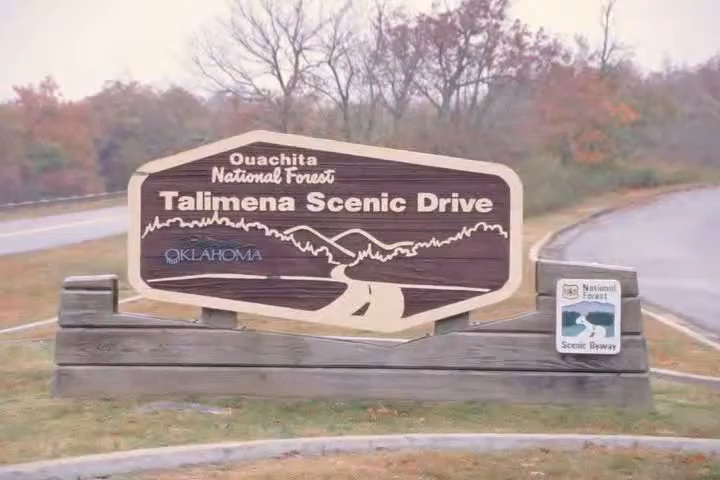 Ouachita
National Forest
Talimena Scenic Drive
OKLAHOMA
National
Forest
Scenic Byway